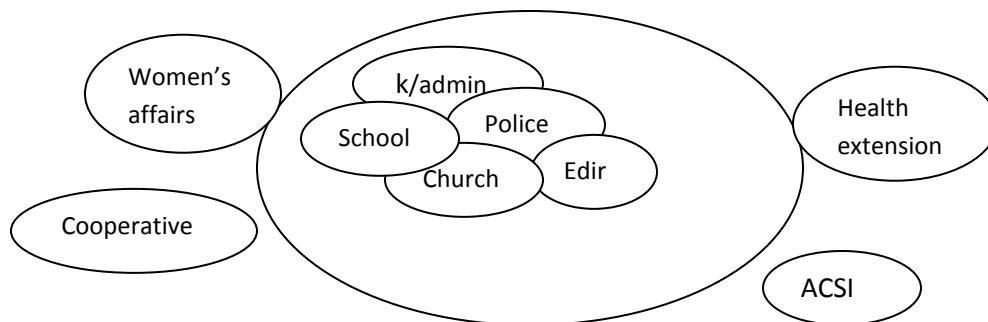 Women’s
affairs
k/admin
School
Police
Church
Edir
Health
extension
Cooperative
ACSI